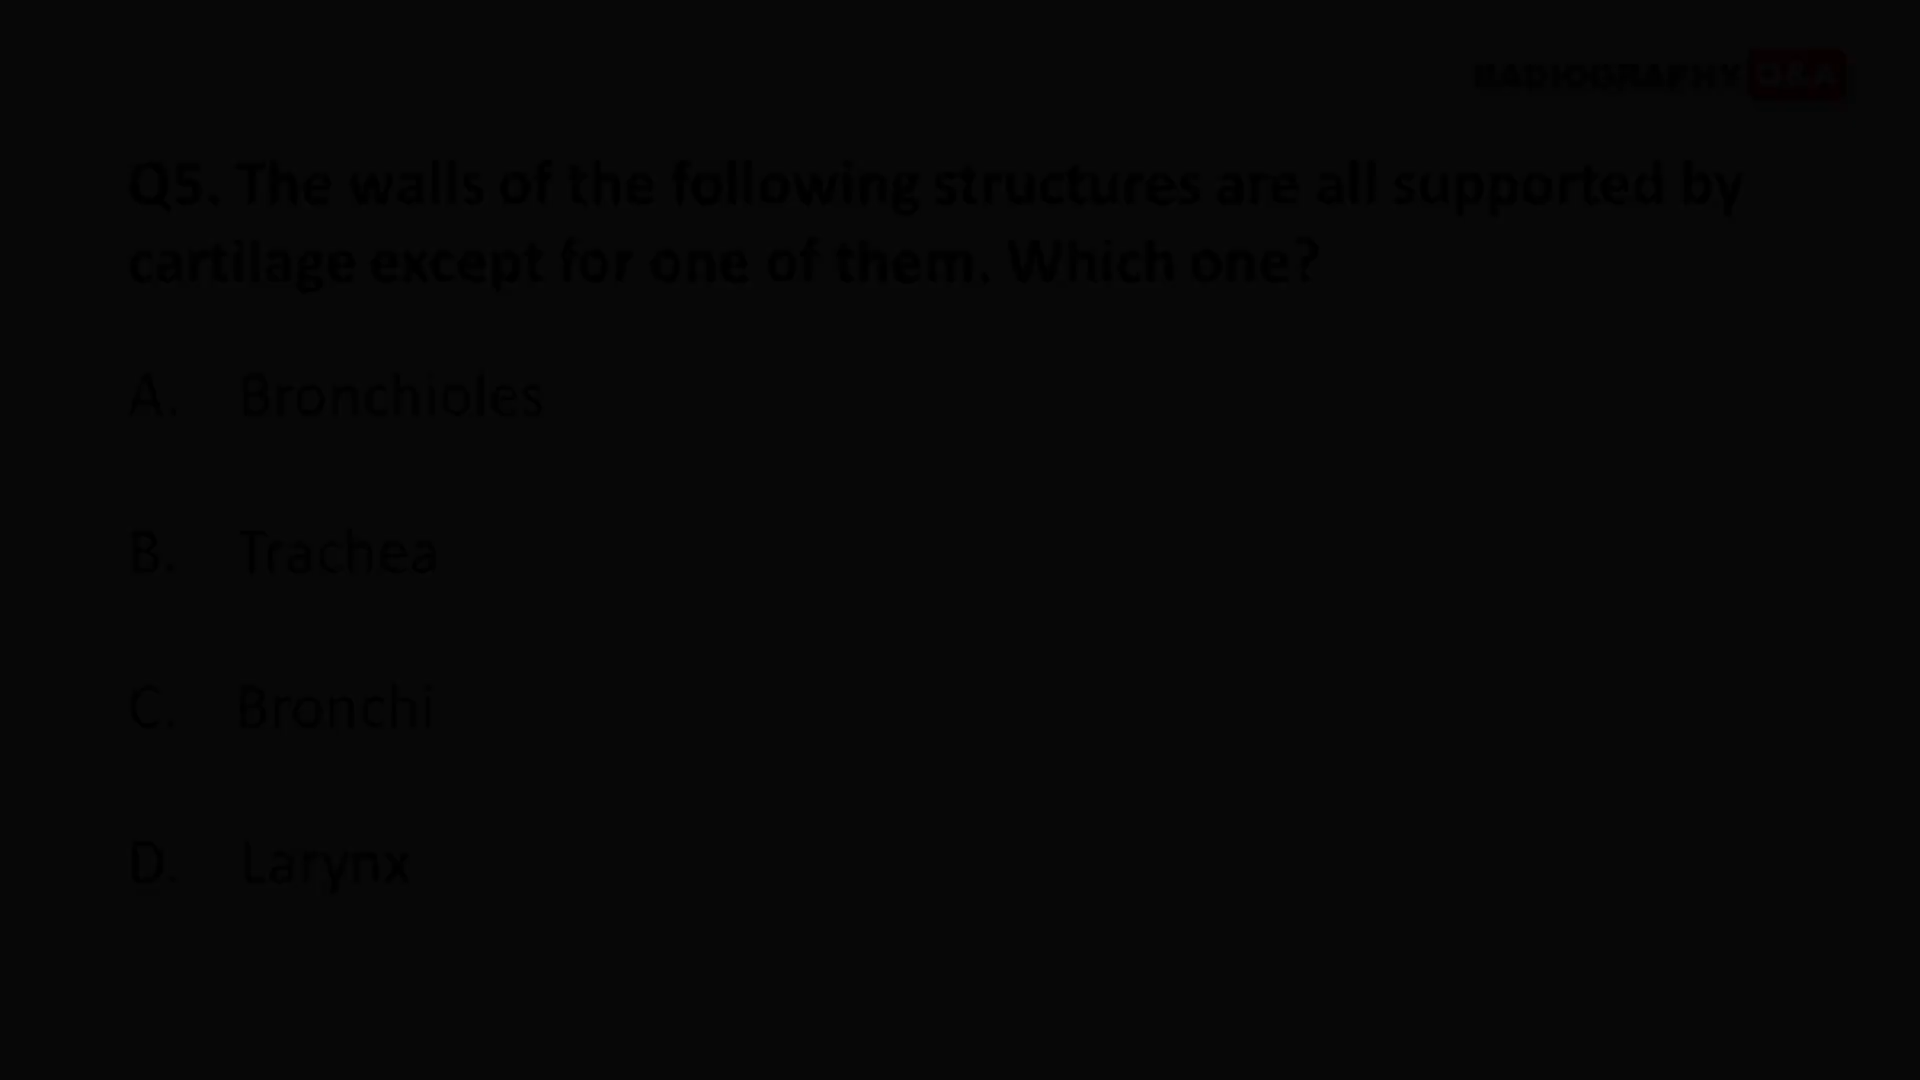 RADIOGRAPHY Q&A
Q5. The walls of the following structures are all supported by
cartilage except for one of them. Which one?
A. Bronchioles
B. Trachea
C. Bronchi
D. Larynx